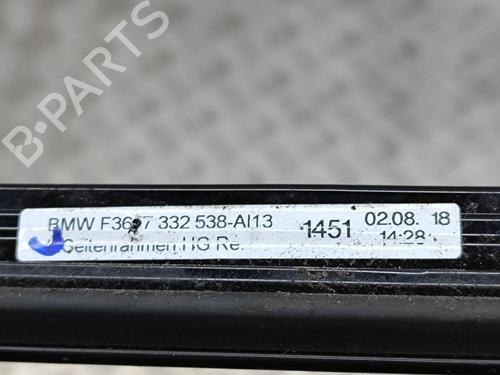 B-PARTS
BMW F36 7 332 538-AI13
1451
02.08. 18
Seitenrahmen HG Re.
14:28